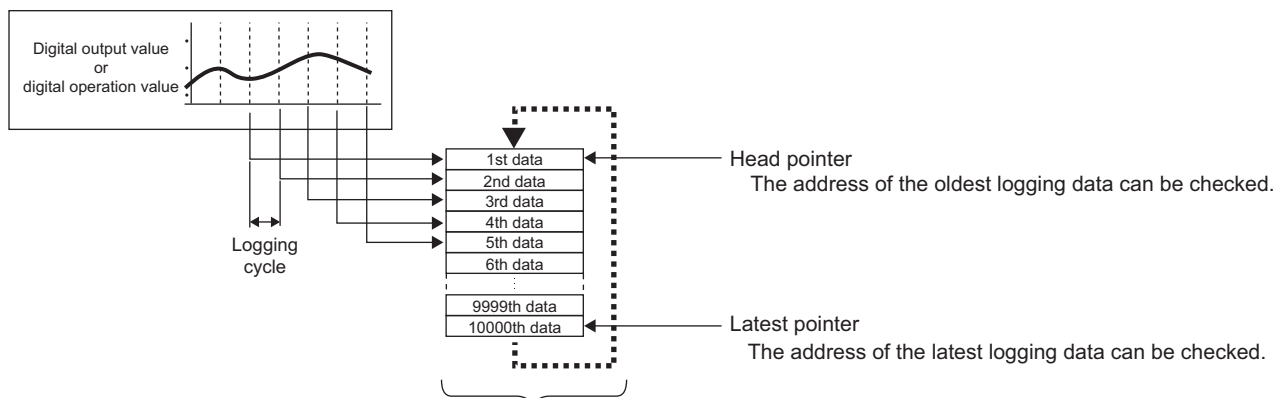 Digital output value
or
digital operation value
1st data
2nd data
3rd data
4th data
5th data
6th data
9999th data
10000th data
Logging
cycle
Head pointer
The address of the oldest logging data can be checked.
Latest pointer
The address of the latest logging data can be checked.